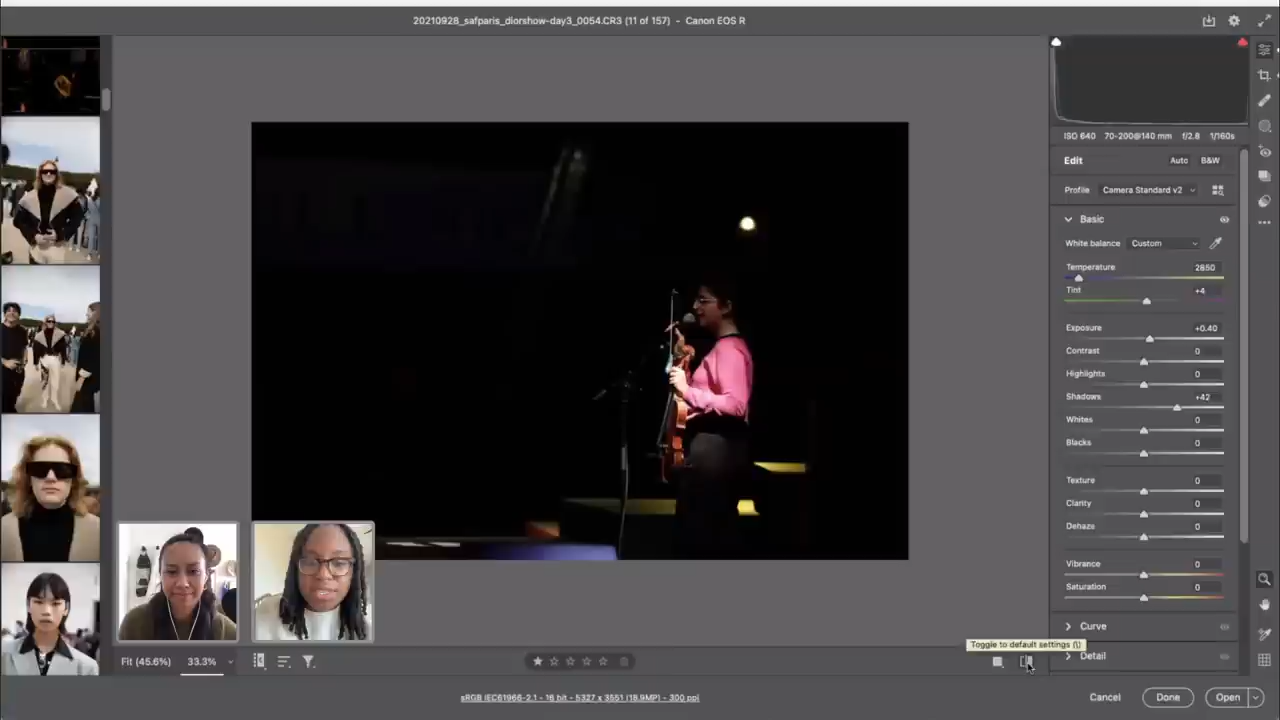 20210928_safparis_diorshow-day3_0054.CR3 (11 of 157) - Canon EOS R
ISO 640 70-200@140 mm f/2.8 1/160s
Edit Auto B&W
Profile Camera Standard v2
Basic
White balance Custom
Temperature 2850
Tint +4
Exposure +0.40
Contrast 0
Highlights 0
Shadows +42
Whites 0
Blacks 0
Texture 0
Clarity 0
Dehaze 0
Vibrance 0
Saturation 0
Curve
Toggle to default settings (\)
Detail
Fit (45.6%) 33.3%
sRGB IEC61966-2.1 - 16 bit - 5327 x 3551 (18.9MP) - 300 ppi
Cancel Done Open